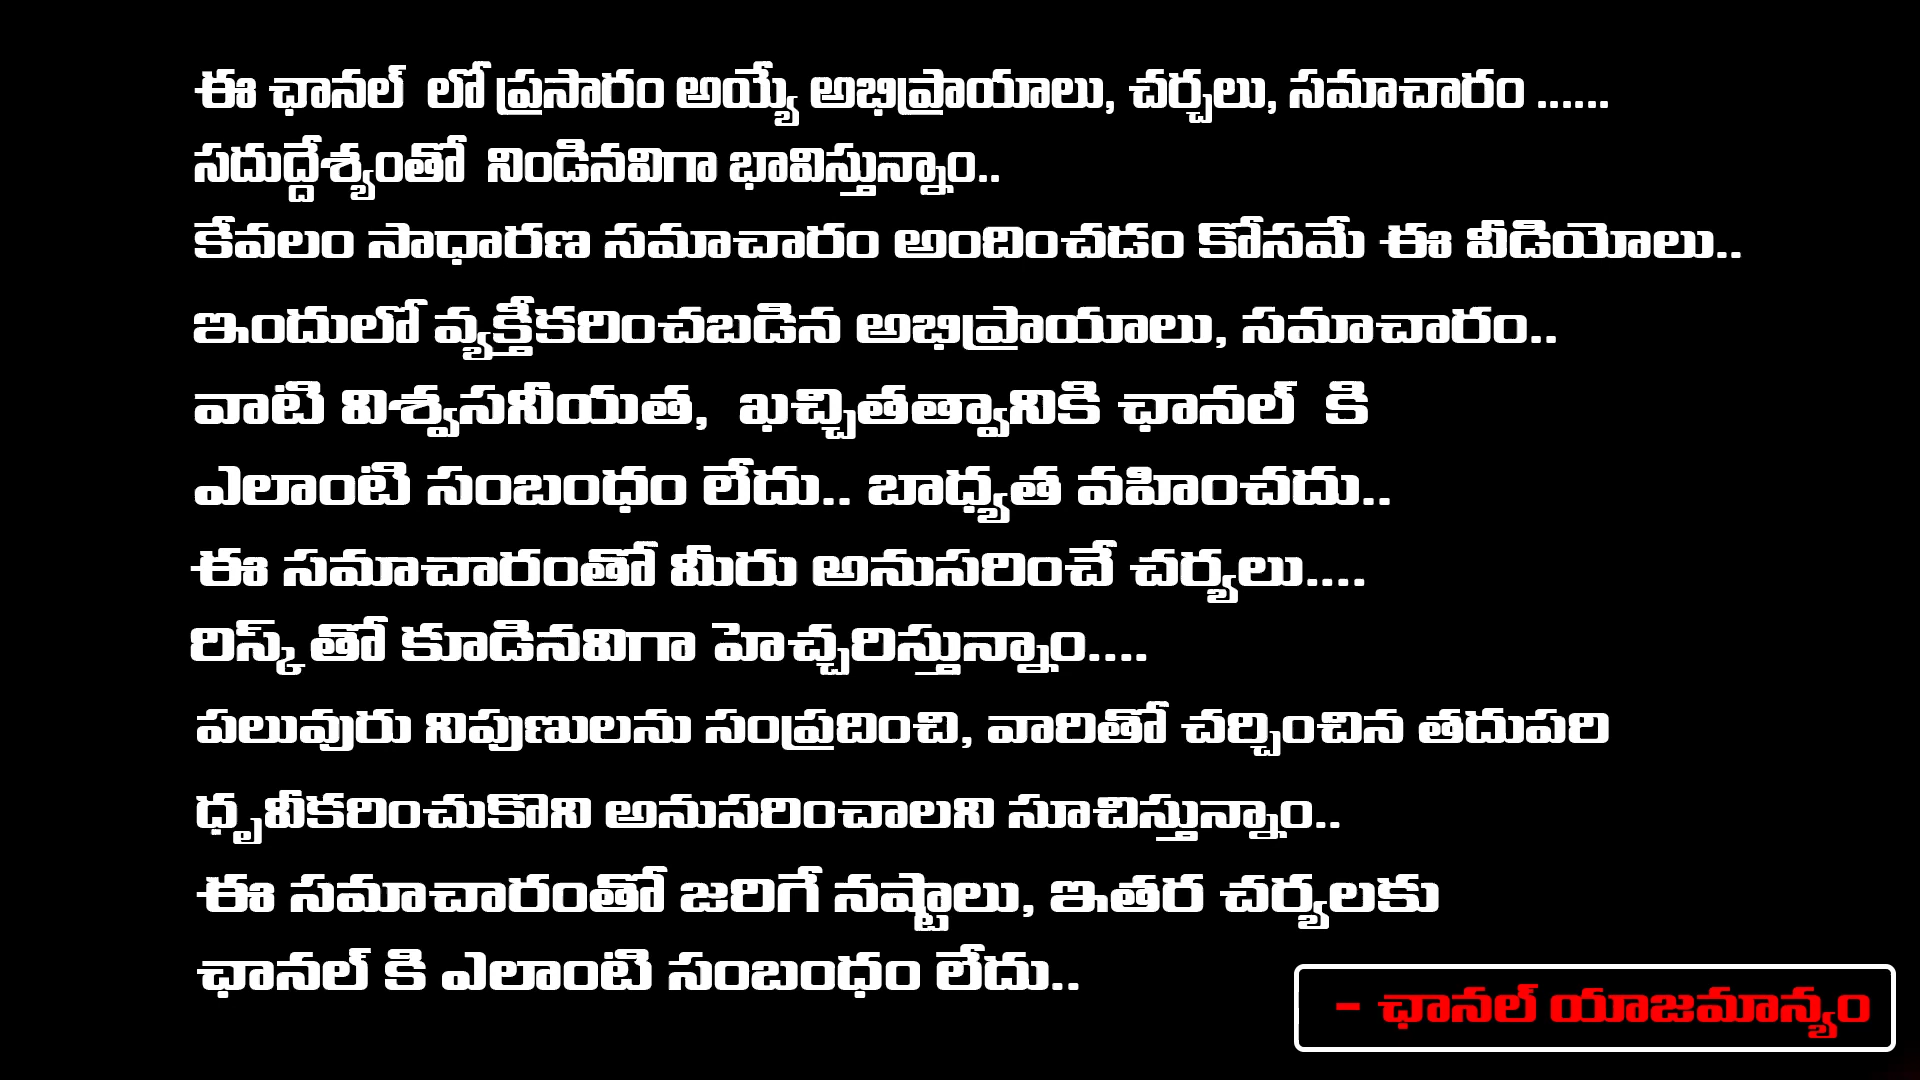 ఈ ఛానల్ లో ప్రసారం అయ్యే అభిప్రాయాలు, చర్చలు, సమాచారం ......
సదుద్దేశ్యంతో నిండినవిగా భావిస్తున్నాం..
కేవలం సాధారణ సమాచారం అందించడం కోసమే ఈ వీడియోలు..
ఇందులో వ్యక్తీకరించబడిన అభిప్రాయాలు, సమాచారం..
వాటి విశ్వసనీయత, ఖచ్చితత్వానికి ఛానల్ కి
ఎలాంటి సంబంధం లేదు.. బాధ్యత వహించదు..
ఈ సమాచారంతో మీరు అనుసరించే చర్యలు....
రిస్క్ తో కూడినవిగా హెచ్చరిస్తున్నాం....
పలువురు నిపుణులను సంప్రదించి, వారితో చర్చించిన తదుపరి
ధృవీకరించుకొని అనుసరించాలని సూచిస్తున్నాం..
ఈ సమాచారంతో జరిగే నష్టాలు, ఇతర చర్యలకు
ఛానల్ కి ఎలాంటి సంబంధం లేదు..
- ఛానల్ యాజమాన్యం